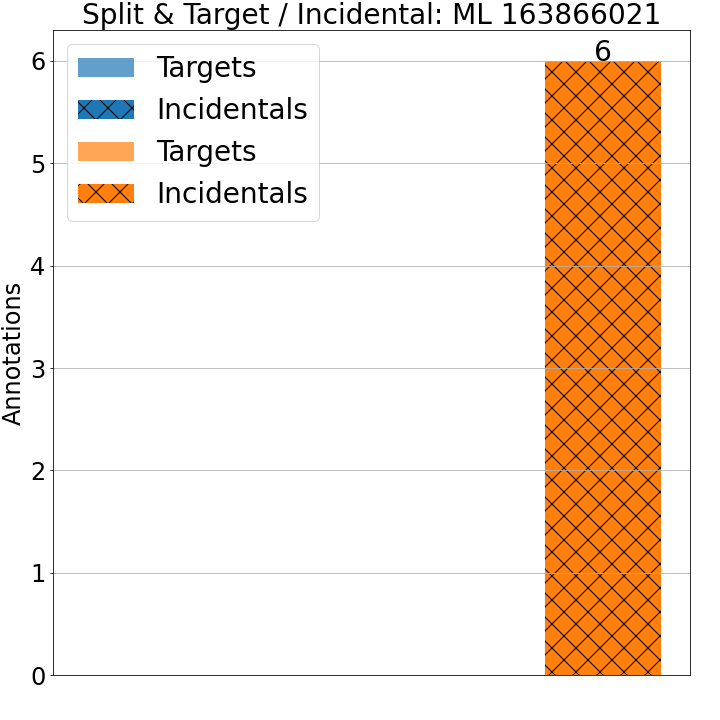 Split & Target / Incidental: ML 163866021
6
Targets
Incidentals
Targets
Incidentals
Annotations
6
5
4
3
2
1
0